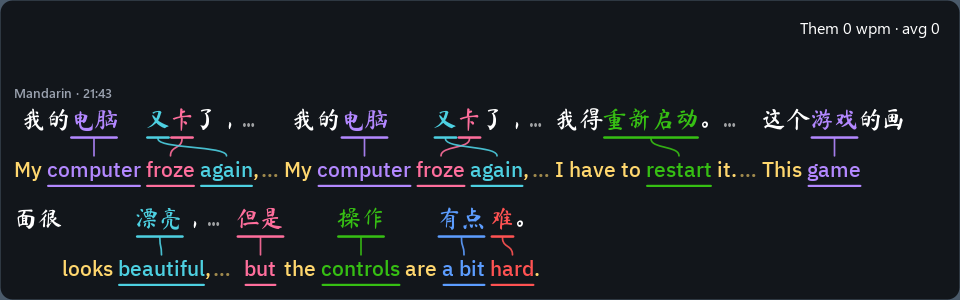 Them 0 wpm · avg 0
Mandarin · 21:43
我的电脑 又卡了，… 我的电脑 又卡了，… 我得重新启动。… 这个游戏的画
My computer froze again,… My computer froze again,… I have to restart it.… This game
面很 漂亮，… 但是 操作 有点 难。
looks beautiful,… but the controls are a bit hard.